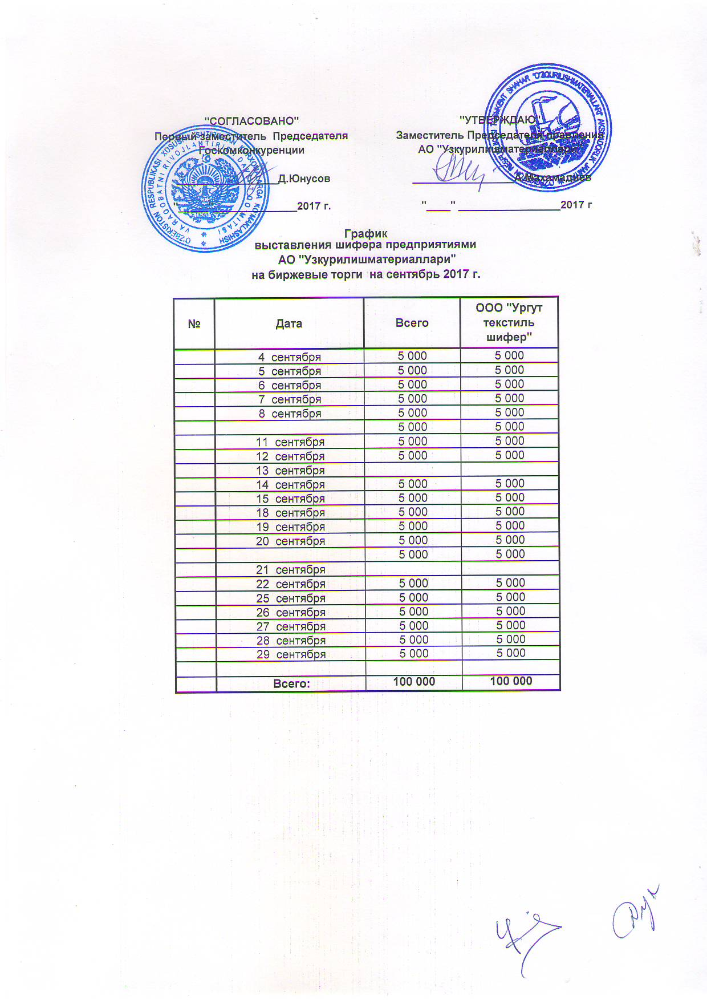 "СОГЛАСОВАНО"
Первый заместитель Председателя
Госкомконкуренции
Д.Юнусов
"____"_______________2017 г.
"УТВЕРЖДАЮ"
Заместитель Председателя правления
АО "Узкурилишматериаллари"
Д.Махамадиев
"____" ________________2017 г
График
выставления шифера предприятиями
АО "Узкурилишматериаллари"
на биржевые торги на сентябрь 2017 г.
№ Дата Всего ООО "Ургут текстиль шифер"
4 сентября 5 000 5 000
5 сентября 5 000 5 000
6 сентября 5 000 5 000
7 сентября 5 000 5 000
8 сентября 5 000 5 000
5 000 5 000
11 сентября 5 000 5 000
12 сентября 5 000 5 000
13 сентября
14 сентября 5 000 5 000
15 сентября 5 000 5 000
18 сентября 5 000 5 000
19 сентября 5 000 5 000
20 сентября 5 000 5 000
5 000 5 000
21 сентября
22 сентября 5 000 5 000
25 сентября 5 000 5 000
26 сентября 5 000 5 000
27 сентября 5 000 5 000
28 сентября 5 000 5 000
29 сентября 5 000 5 000
Всего: 100 000 100 000